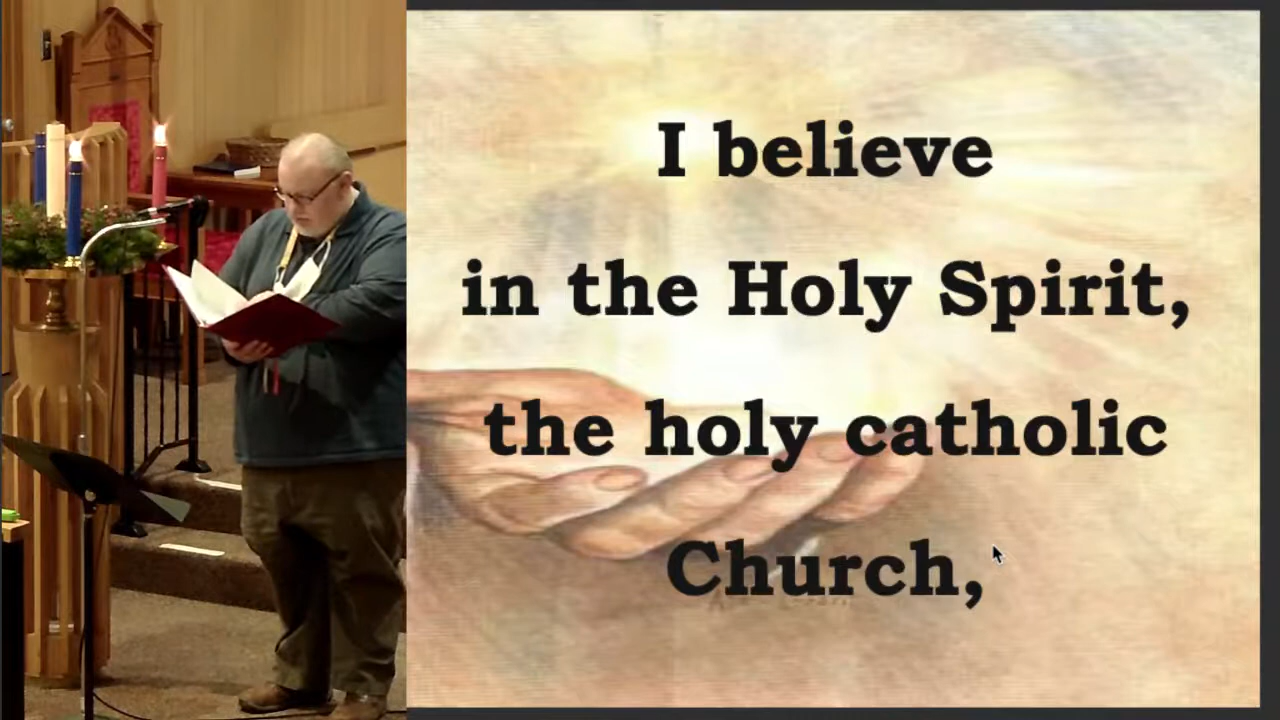 I believe
in the Holy Spirit,
the holy catholic
Church,